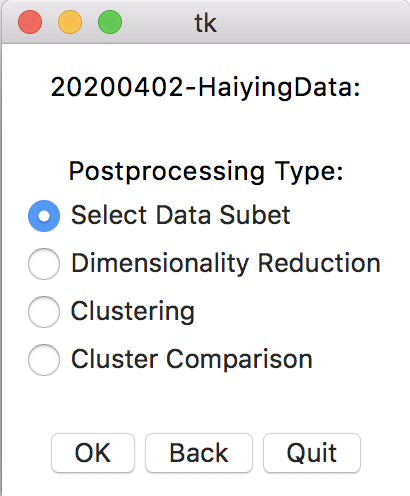 tk
20200402-HaiyingData:
Postprocessing Type:
Select Data Subet
Dimensionality Reduction
Clustering
Cluster Comparison
OK Back Quit